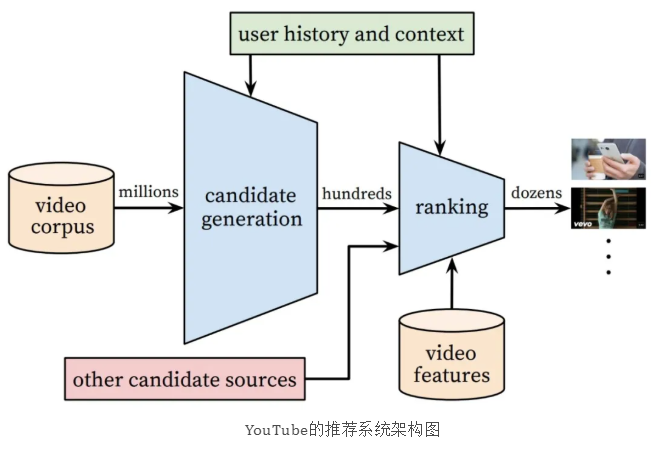 user history and context
millions
candidate
generation
hundreds
ranking
dozens
video
corpus
vevo
other candidate sources
video
features
YouTube的推荐系统架构图